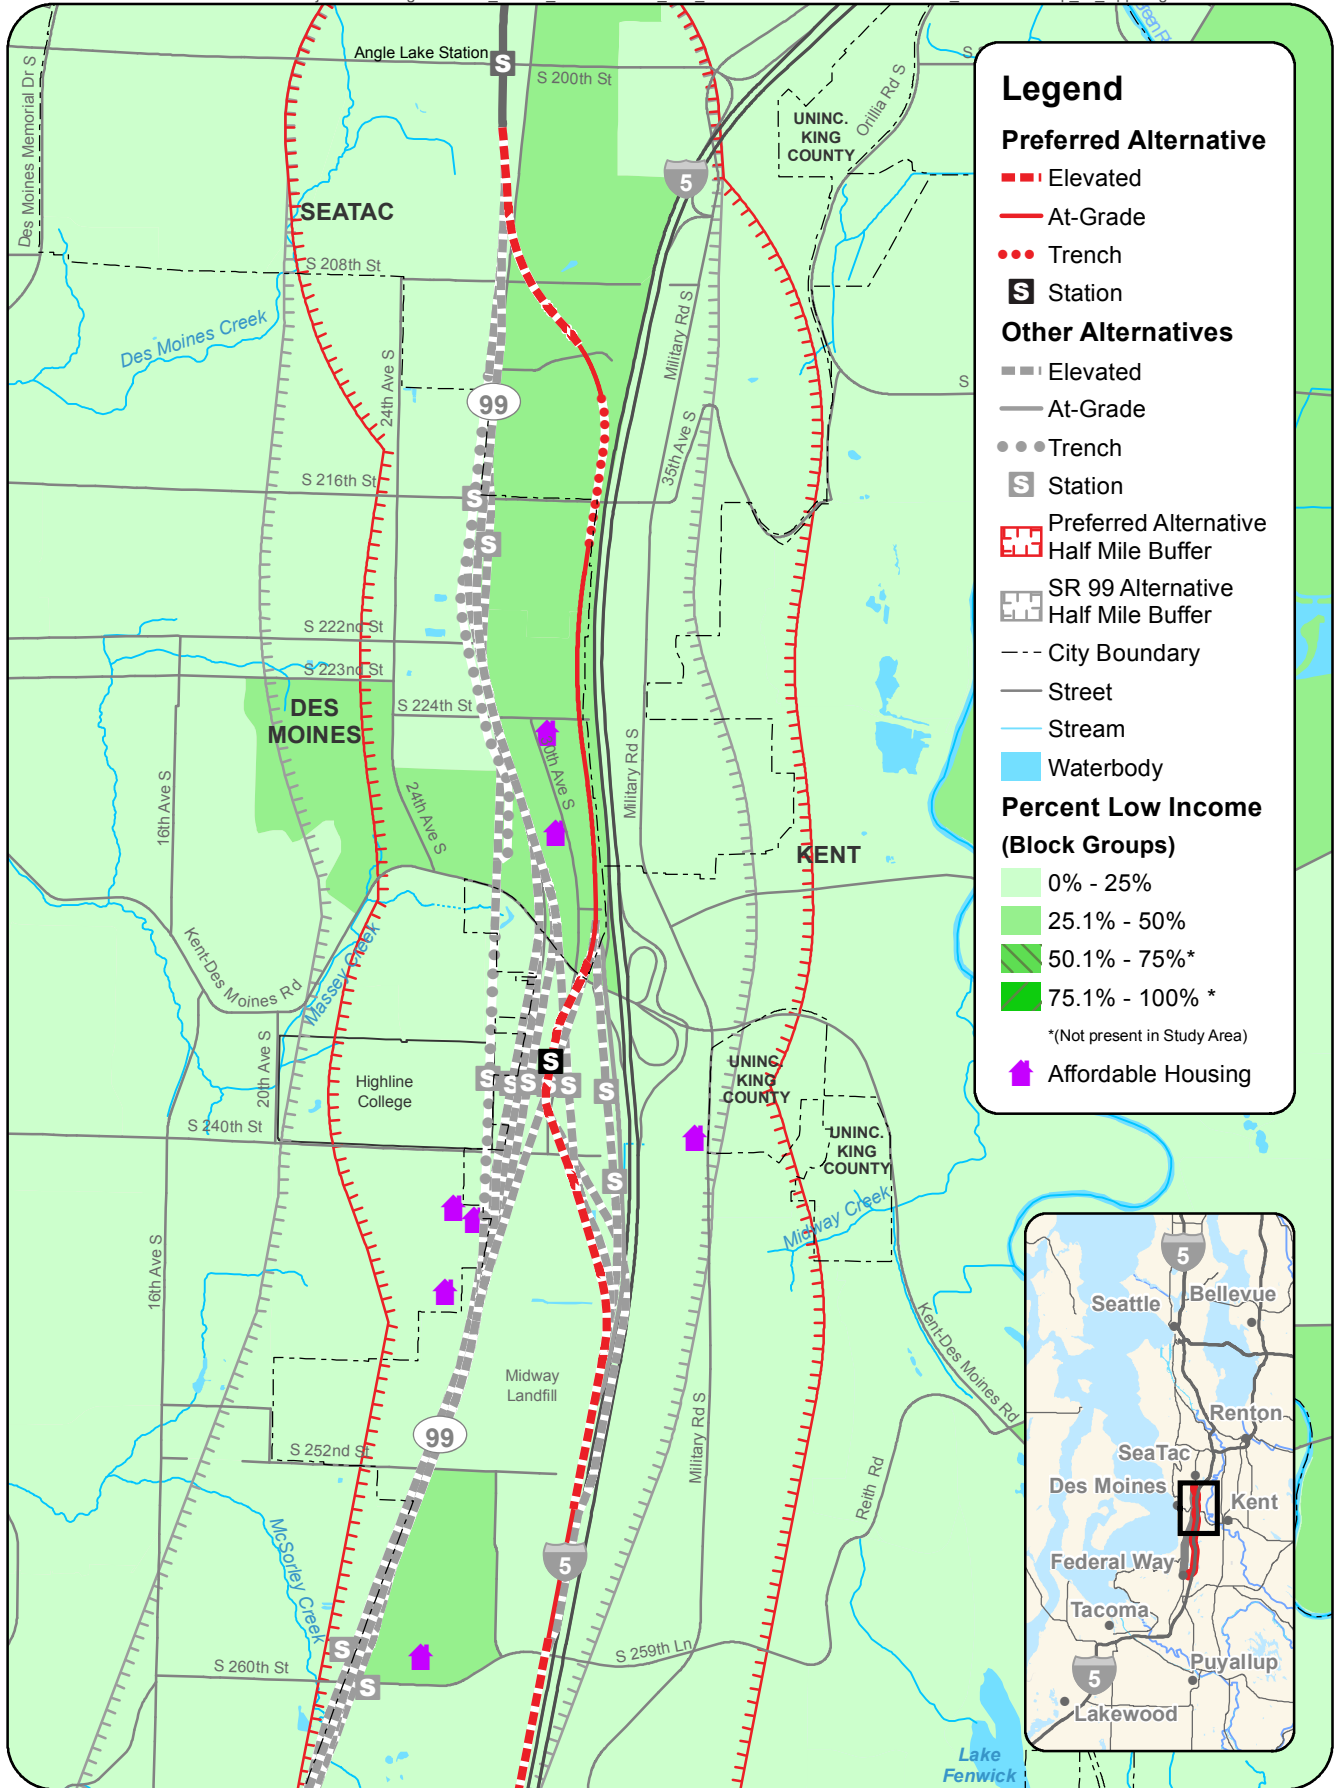 Angle Lake Station
S
S 200th St
Des Moines Memorial Dr S
UNINC.
KING
COUNTY
Orillia Rd S
5
SEATAC
S 208th St
Des Moines Creek
24th Ave S
Military Rd S
99
S
35th Ave S
S 216th St
S
S
S 222nd St
S 223nd St
DES
MOINES
S 224th St
Military Rd S
16th Ave S
24th Ave S
KENT
Kent-Des Moines Rd
Massey Creek
20th Ave S
Highline
College
S
S
S
S
S
S
S
S 240th St
UNINC.
KING
COUNTY
UNINC.
KING
COUNTY
Midway Creek
16th Ave S
Kent-Des Moines Rd
Midway
Landfill
Military Rd S
99
S 252nd St
Reith Rd
McSorley Creek
5
S
S 260th St
S
S 259th Ln
Lake
Fenwick
Legend
Preferred Alternative
Elevated
At-Grade
Trench
S Station
Other Alternatives
Elevated
At-Grade
Trench
S Station
Preferred Alternative
Half Mile Buffer
SR 99 Alternative
Half Mile Buffer
City Boundary
Street
Stream
Waterbody
Percent Low Income
(Block Groups)
0% - 25%
25.1% - 50%
50.1% - 75%*
75.1% - 100% *
*(Not present in Study Area)
Affordable Housing
5
Seattle
Bellevue
Renton
SeaTac
Des Moines
Kent
Federal Way
Tacoma
Puyallup
5
Lakewood